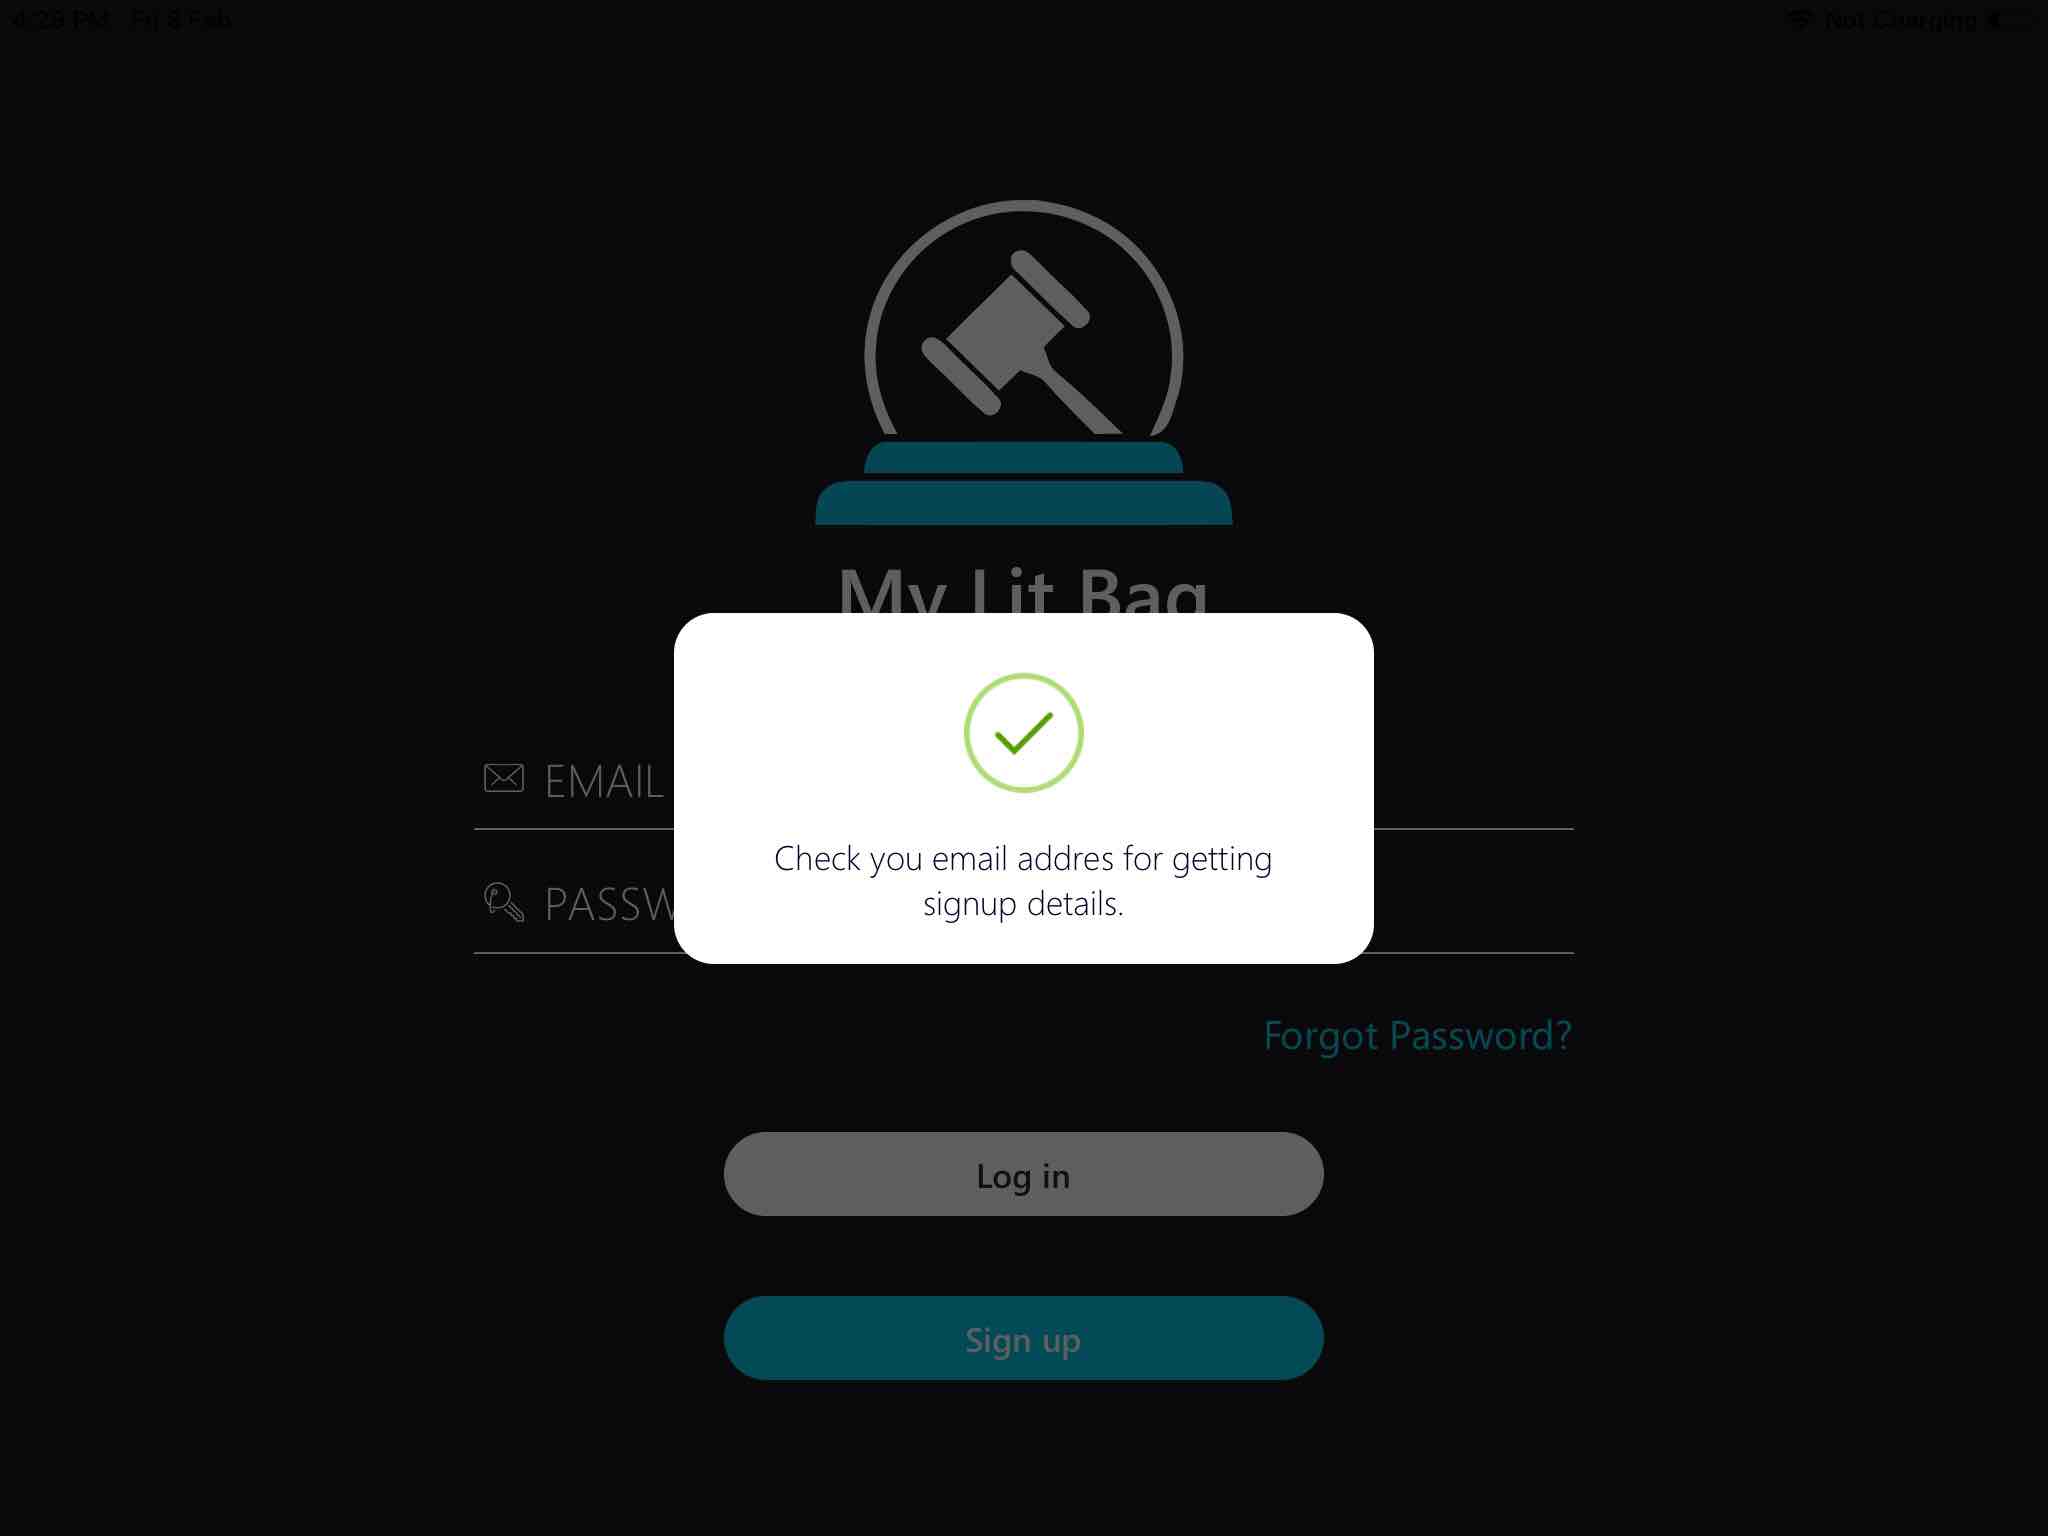 4:29 PM Fri 8 Feb
Not Charging
My Lit Bag
EMAIL
Check you email addres for getting
signup details.
PASSW
Forgot Password?
Log in
Sign up